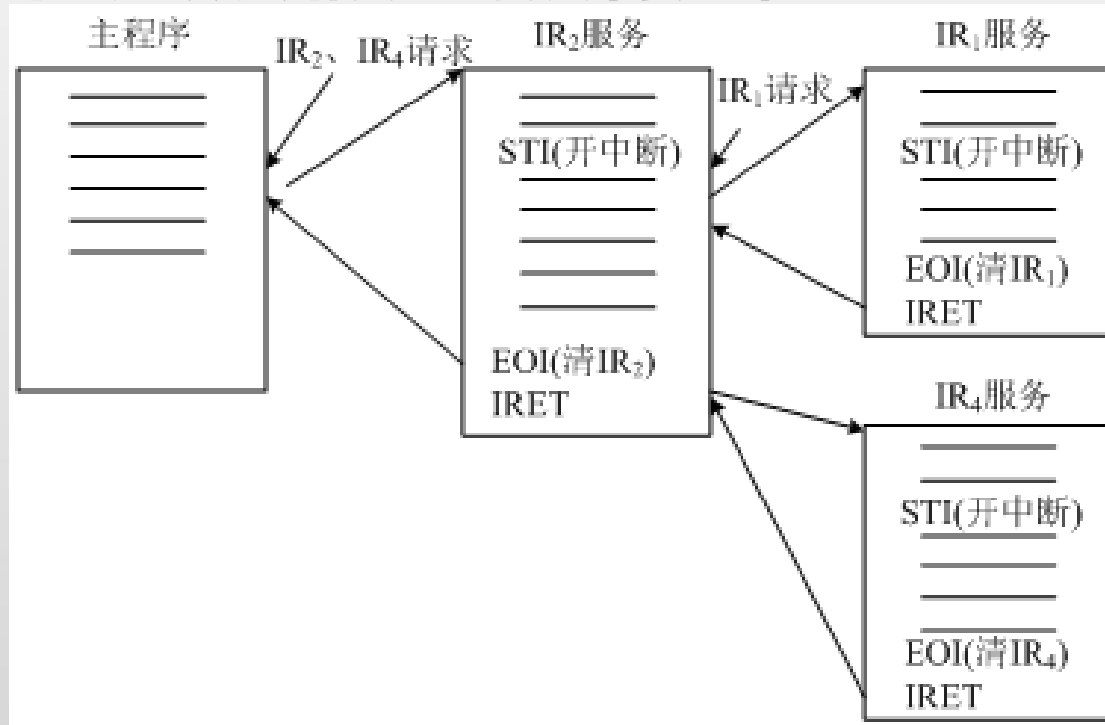 主程序
IR₂、IR₄请求
IR₂服务
STI(开中断)
EOI(清IR₂)
IRET
IR₁请求
IR₁服务
STI(开中断)
EOI(清IR₁)
IRET
IR₄服务
STI(开中断)
EOI(清IR₄)
IRET